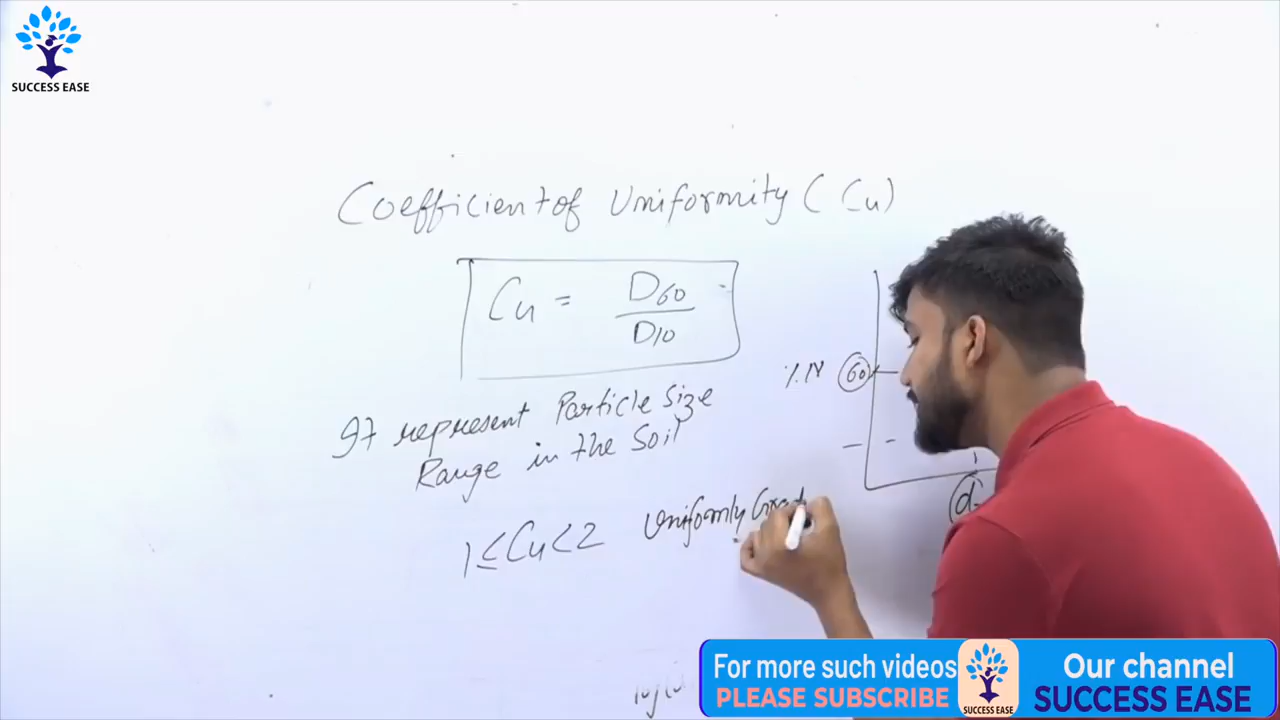 SUCCESS EASE
Coefficient of Uniformity (Cu)
Cu = D60
D10
It represent Particle Size
Range in the Soil
% N 60
1 ≤ Cu < 2 Uniformly
For more such videos
PLEASE SUBSCRIBE
SUCCESS EASE
Our channel
SUCCESS EASE